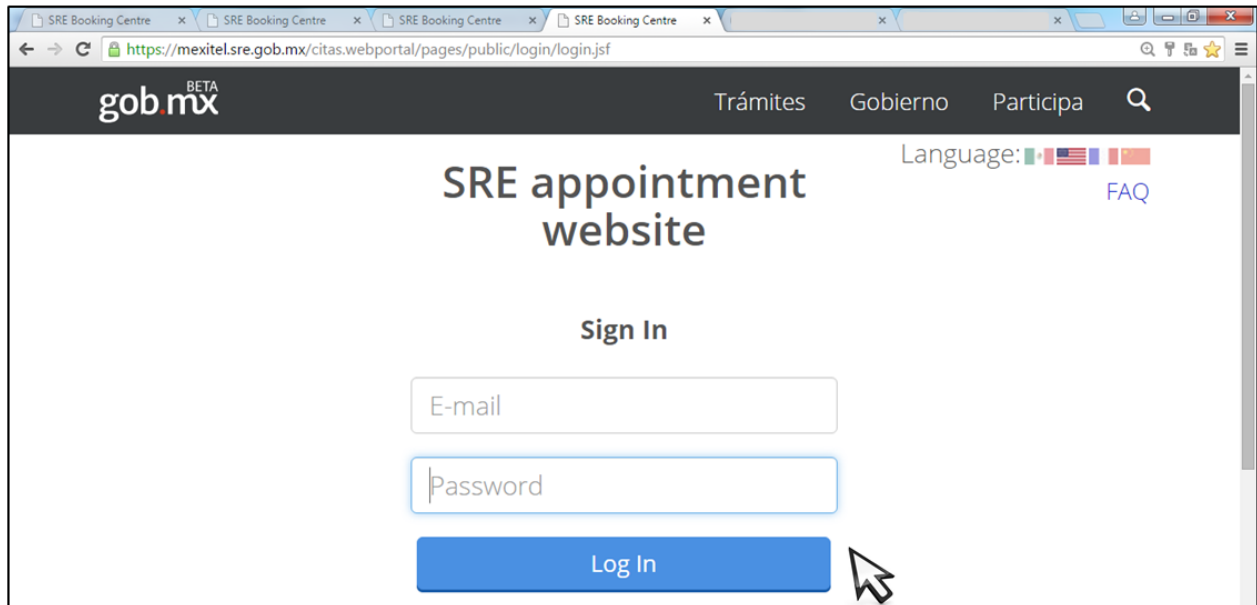 SRE Booking Centre SRE Booking Centre SRE Booking Centre SRE Booking Centre
https://mexitel.sre.gob.mx/citas.webportal/pages/public/login/login.jsf
BETA
gob.mx Trámites Gobierno Participa
Language:
FAQ
SRE appointment
website
Sign In
E-mail
Password
Log In